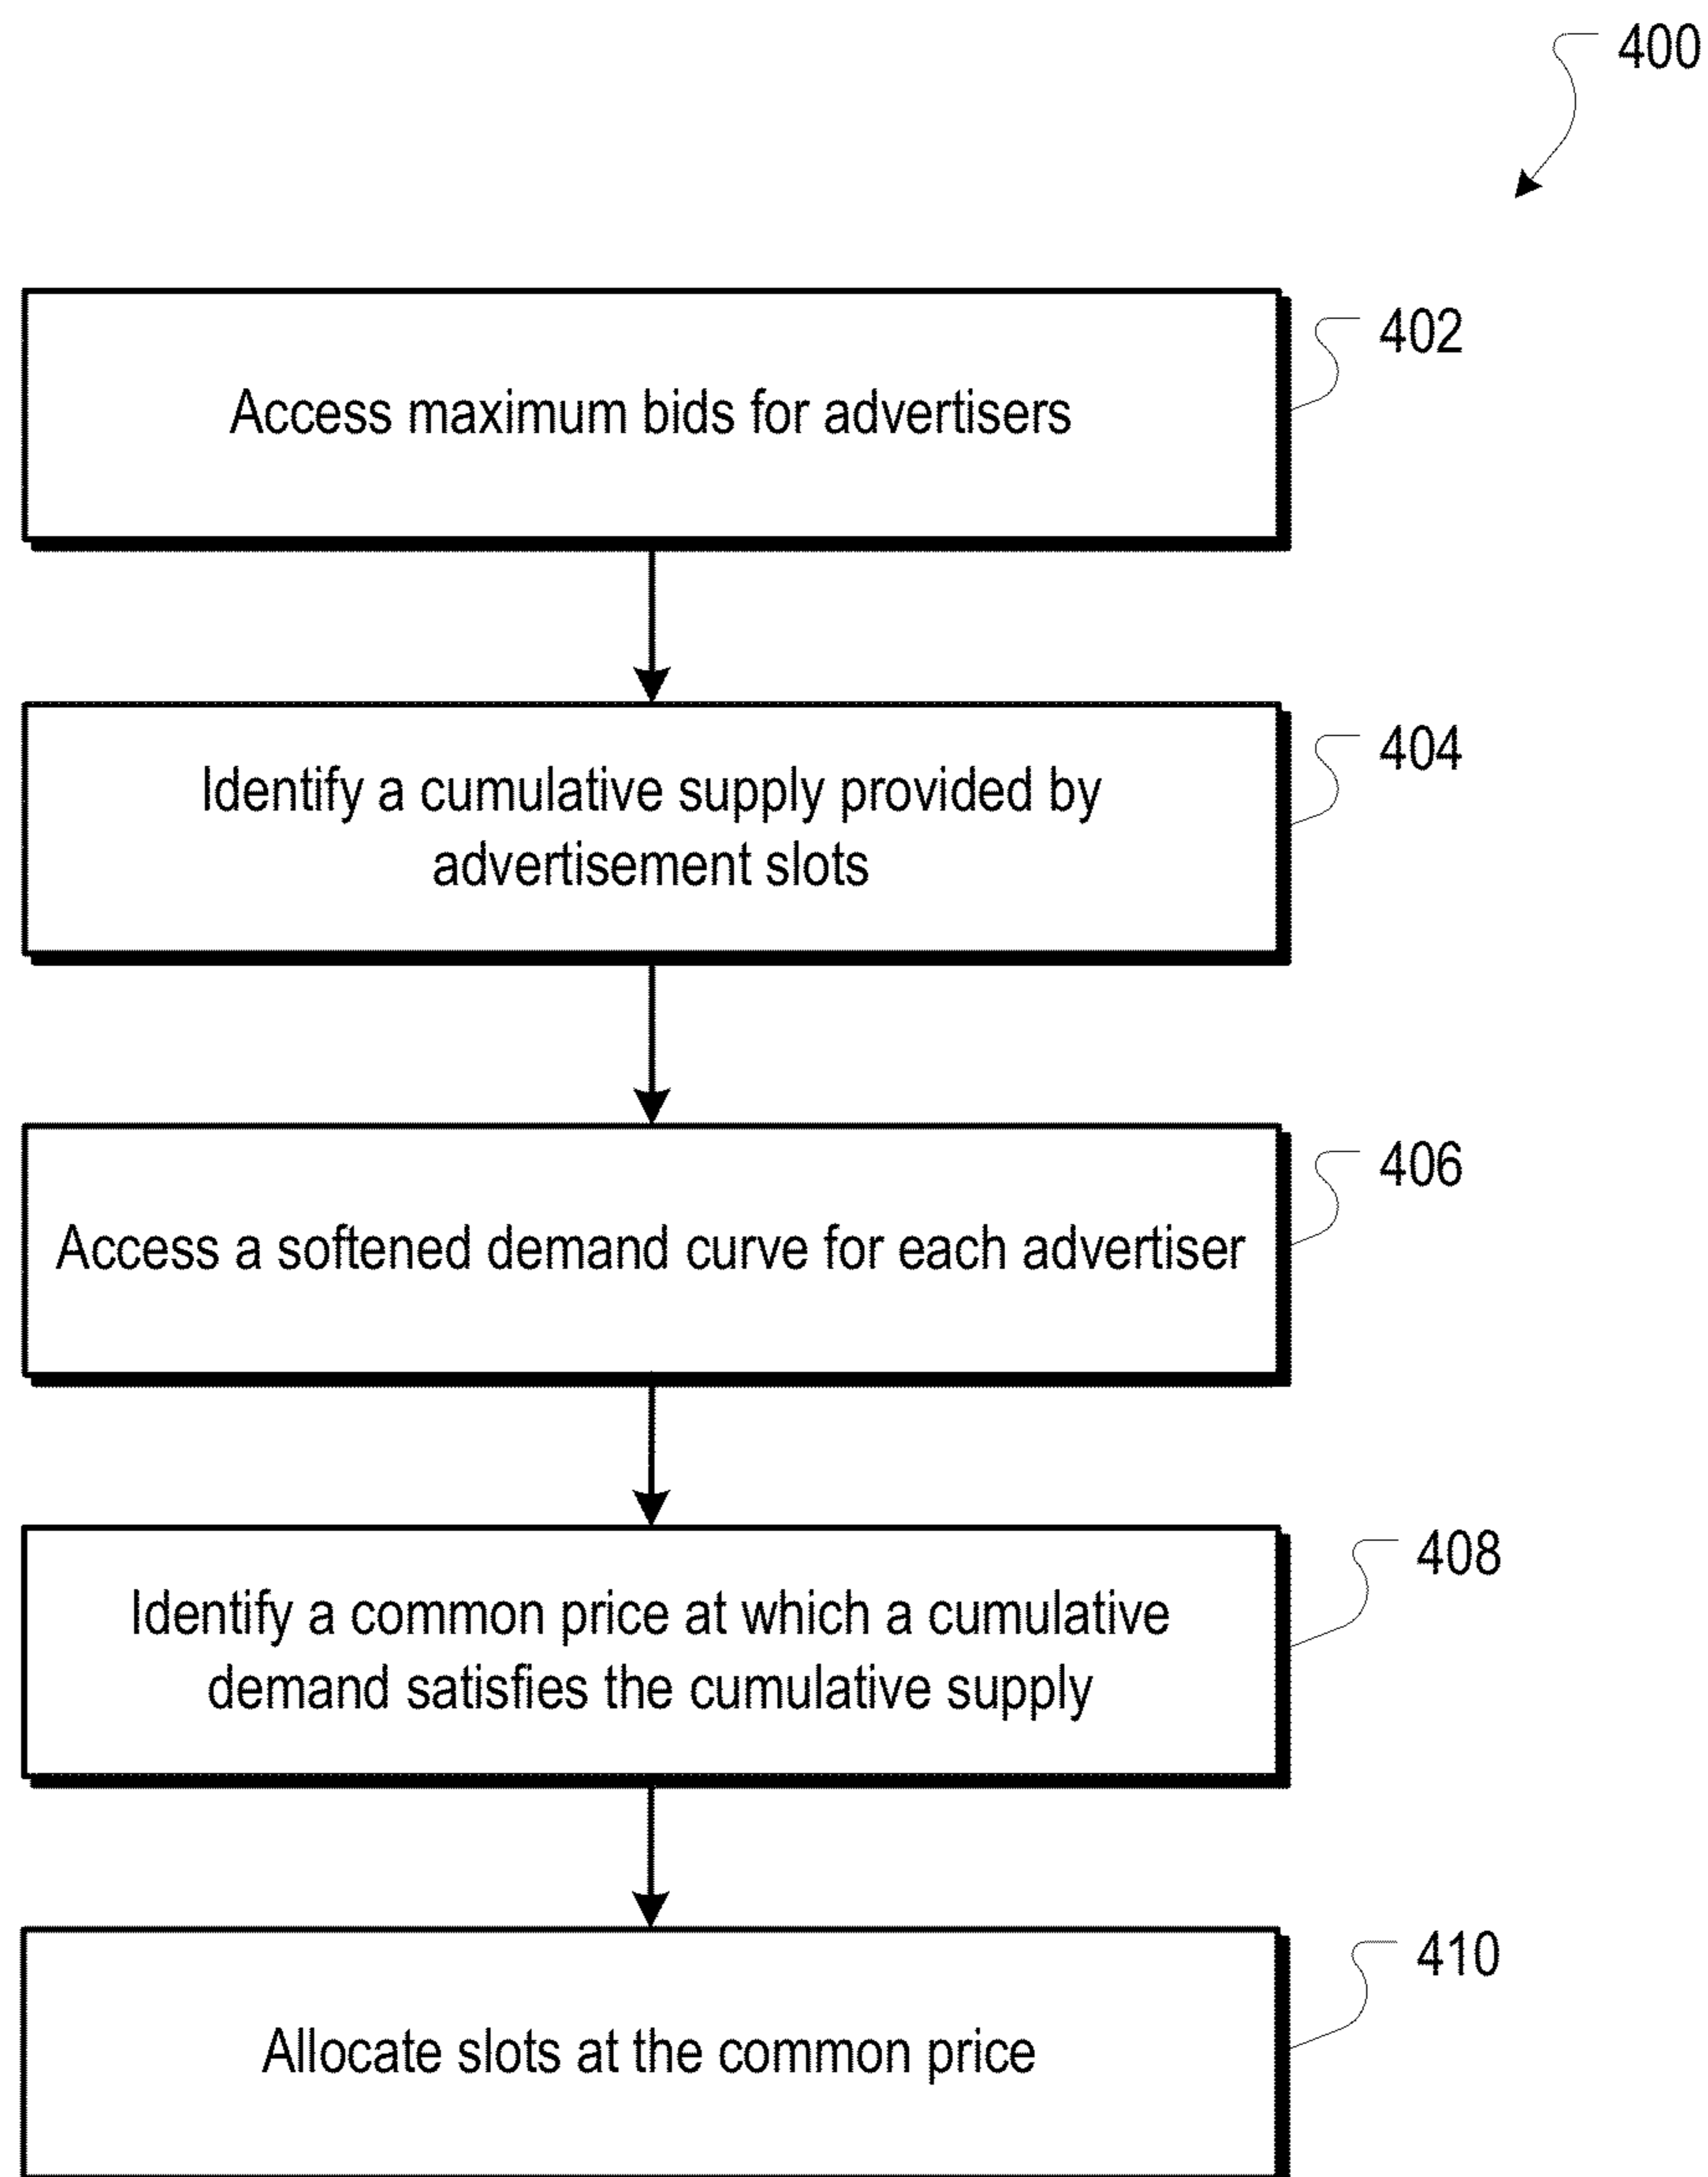 400
Access maximum bids for advertisers
402
Identify a cumulative supply provided by
advertisement slots
404
Access a softened demand curve for each advertiser
406
Identify a common price at which a cumulative
demand satisfies the cumulative supply
408
Allocate slots at the common price
410